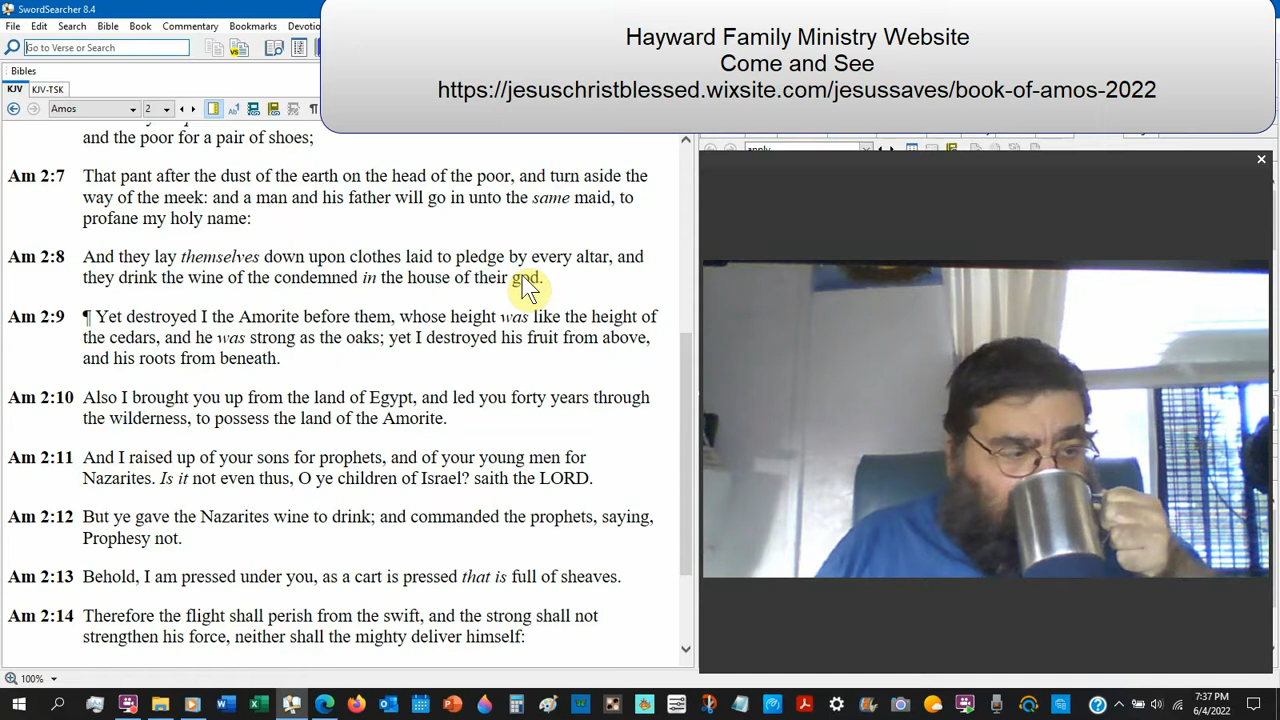 SwordSearcher 8.4
File Edit Search Bible Book Commentary Bookmarks Devotio
Go to Verse or Search
Hayward Family Ministry Website
Come and See
https://jesuschristblessed.wixsite.com/jesussaves/book-of-amos-2022
Bibles
KJV KJV-TSK
Amos 2
apply
and the poor for a pair of shoes;
Am 2:7 That pant after the dust of the earth on the head of the poor, and turn aside the
way of the meek: and a man and his father will go in unto the same maid, to
profane my holy name:
Am 2:8 And they lay themselves down upon clothes laid to pledge by every altar, and
they drink the wine of the condemned in the house of their god.
Am 2:9 ¶ Yet destroyed I the Amorite before them, whose height was like the height of
the cedars, and he was strong as the oaks; yet I destroyed his fruit from above,
and his roots from beneath.
Am 2:10 Also I brought you up from the land of Egypt, and led you forty years through
the wilderness, to possess the land of the Amorite.
Am 2:11 And I raised up of your sons for prophets, and of your young men for
Nazarites. Is it not even thus, O ye children of Israel? saith the LORD.
Am 2:12 But ye gave the Nazarites wine to drink; and commanded the prophets, saying,
Prophesy not.
Am 2:13 Behold, I am pressed under you, as a cart is pressed that is full of sheaves.
Am 2:14 Therefore the flight shall perish from the swift, and the strong shall not
strengthen his force, neither shall the mighty deliver himself:
100%
7:37 PM
6/4/2022